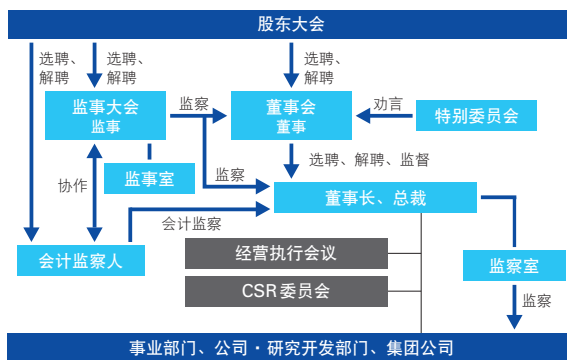 股东大会
选聘、
解聘
选聘、
解聘
选聘、
解聘
监事大会
监事
监察
董事会
董事
劝言
特别委员会
监事室
监察
选聘、解聘、监督
协作
董事长、总裁
会计监察
会计监察人
经营执行会议
监察室
CSR委员会
监察
事业部门、公司・研究开发部门、集团公司